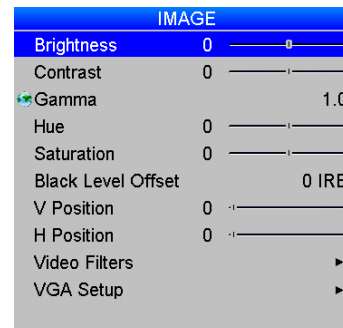 IMAGE
Brightness 0
Contrast 0
Gamma 1.0
Hue 0
Saturation 0
Black Level Offset 0 IRE
V Position 0
H Position 0
Video Filters
VGA Setup